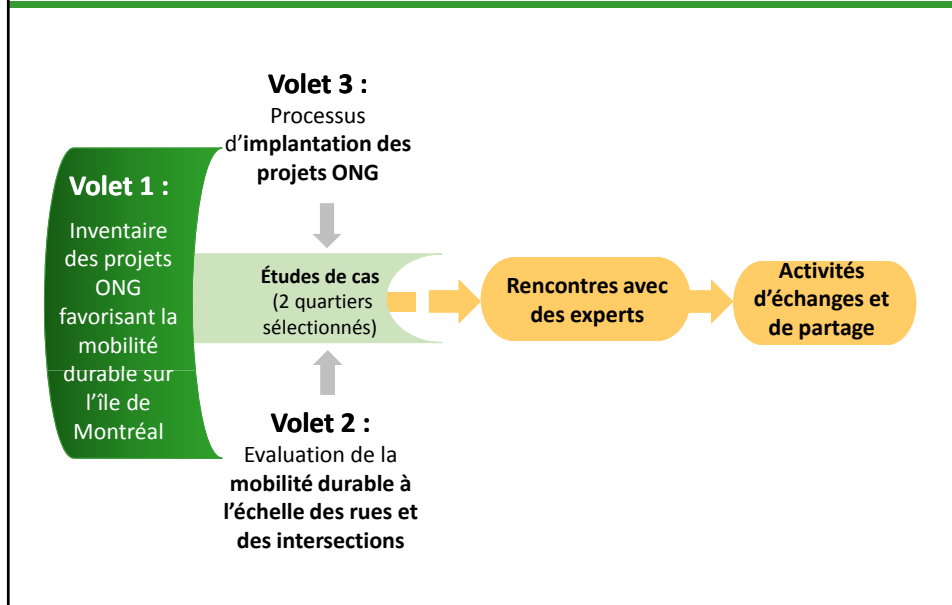 Volet 1 :
Inventaire
des projets
ONG
favorisant la
mobilité
durable sur
l'île de
Montréal
Volet 3 :
Processus
d'implantation des
projets ONG
Études de cas
(2 quartiers
sélectionnés)
Volet 2 :
Evaluation de la
mobilité durable à
l'échelle des rues et
des intersections
Rencontres avec
des experts
Activités
d'échanges et
de partage